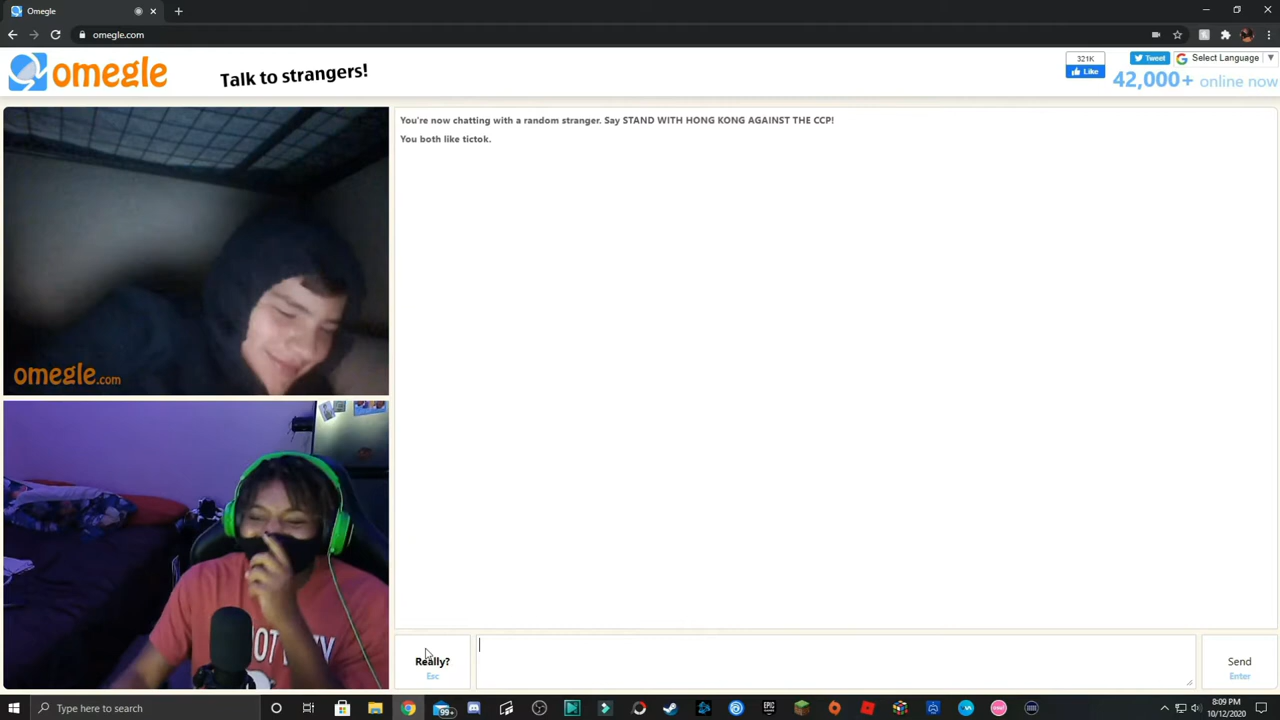 Omegle
omegle.com
omegle
Talk to strangers!
321K
Like
Tweet
Select Language
42,000+ online now
You're now chatting with a random stranger. Say STAND WITH HONG KONG AGAINST THE CCP!
You both like tictok.
omegle.com
Really?
Esc
Send
Enter
Type here to search
99+
EPIC
8:09 PM
10/12/2020